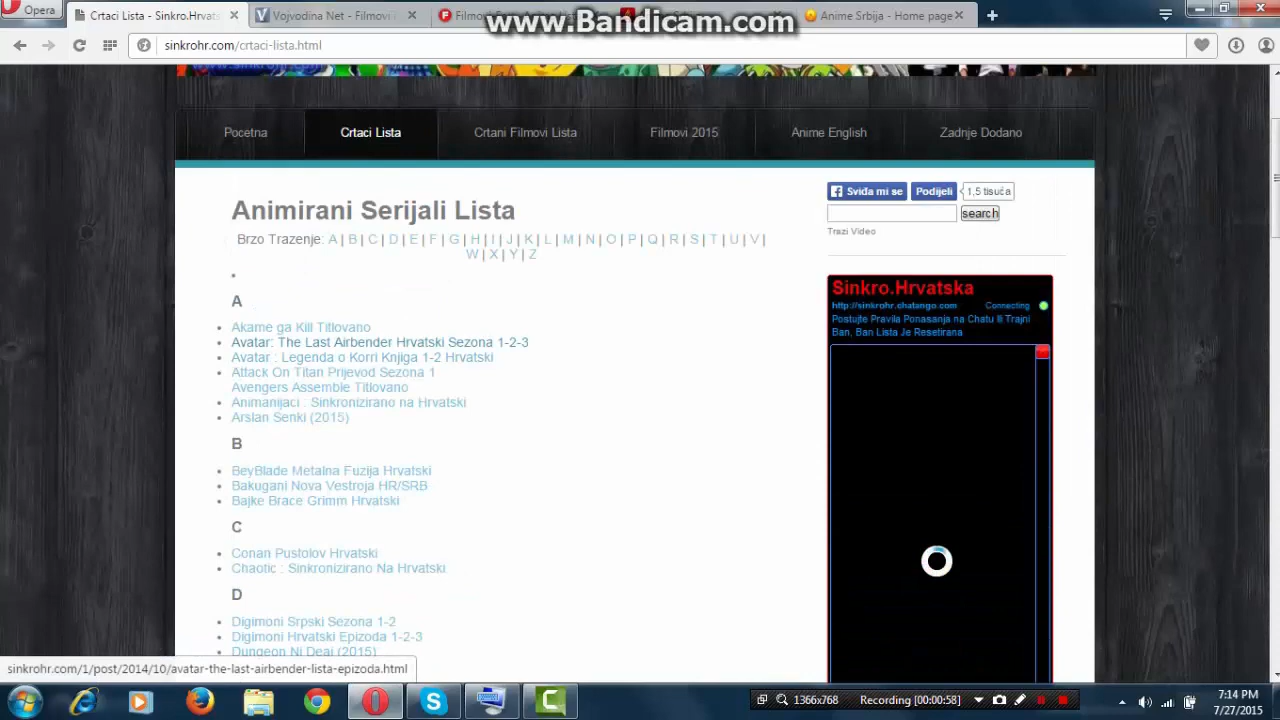 Opera
Crtaci Lista - Sinkro.Hrvats
Vojvodina Net - Filmovi
Anime Srbija - Home page
www.Bandicam.com
sinkrohr.com/crtaci-lista.html
www.sinkrohr.com
Pocetna
Crtaci Lista
Crtani Filmovi Lista
Filmovi 2015
Anime English
Zadnje Dodano
Animirani Serijali Lista
Brzo Trazenje: A | B | C | D | E | F | G | H | I | J | K | L | M | N | O | P | Q | R | S | T | U | V |
W | X | Y | Z
A
Akame ga Kill Titlovano
Avatar: The Last Airbender Hrvatski Sezona 1-2-3
Avatar : Legenda o Korri Knjiga 1-2 Hrvatski
Attack On Titan Prijevod Sezona 1
Avengers Assemble Titlovano
Animanijaci : Sinkronizirano na Hrvatski
Arslan Senki (2015)
B
BeyBlade Metalna Fuzija Hrvatski
Bakugani Nova Vestroja HR/SRB
Bajke Brace Grimm Hrvatski
C
Conan Pustolov Hrvatski
Chaotic : Sinkronizirano Na Hrvatski
D
Digimoni Srpski Sezona 1-2
Digimoni Hrvatski Epizoda 1-2-3
Dungeon Ni Deai (2015)
Sviđa mi se
Podijeli
1,5 tisuća
search
Trazi Video
Sinkro.Hrvatska
http://sinkrohr.chatango.com
Connecting
Postujte Pravila Ponasanja na Chatu Ili Trajni
Ban, Ban Lista Je Resetirana
sinkrohr.com/1/post/2014/10/avatar-the-last-airbender-lista-epizoda.html
1366x768
Recording [00:00:58]
7:14 PM
7/27/2015